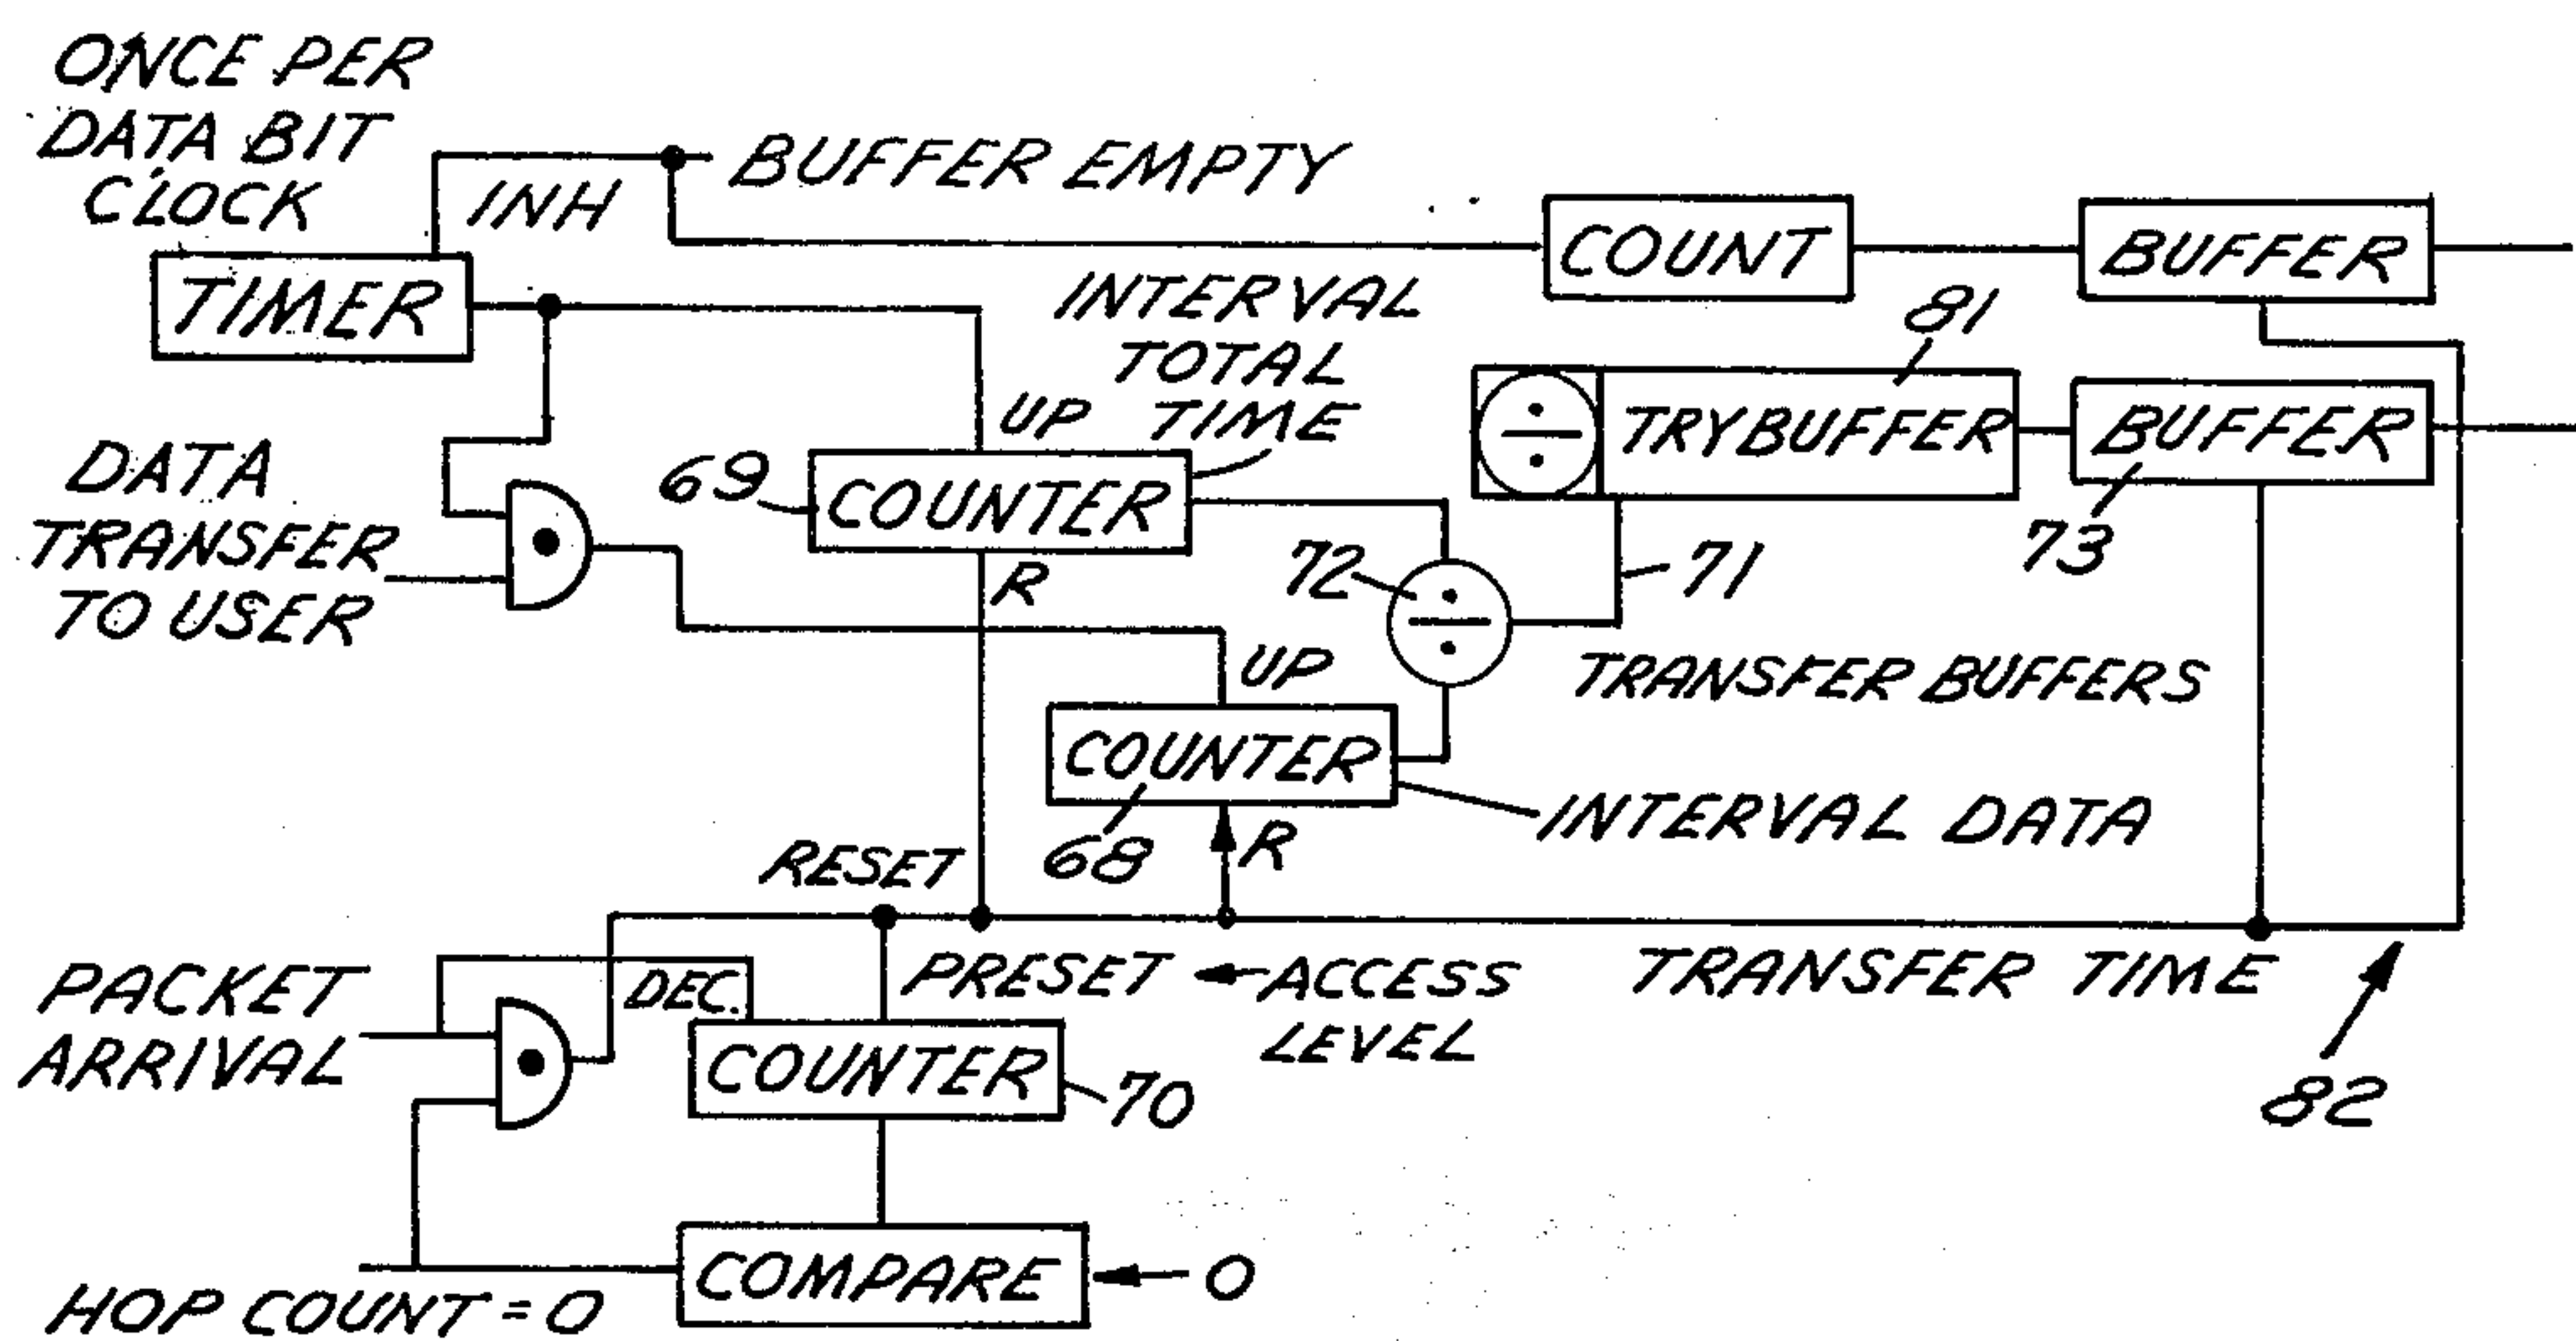 ONCE PER
DATA BIT
CLOCK
INH
BUFFER EMPTY
TIMER
COUNT
BUFFER
INTERVAL
TOTAL
TIME
UP
81
÷ TRYBUFFER
BUFFER
73
DATA
TRANSFER
TO USER
69
COUNTER
R
72
÷
71
TRANSFER BUFFERS
UP
COUNTER
68
R
INTERVAL DATA
RESET
PACKET
ARRIVAL
DEC.
PRESET
ACCESS
LEVEL
TRANSFER TIME
82
COUNTER
70
COMPARE
0
HOP COUNT = 0